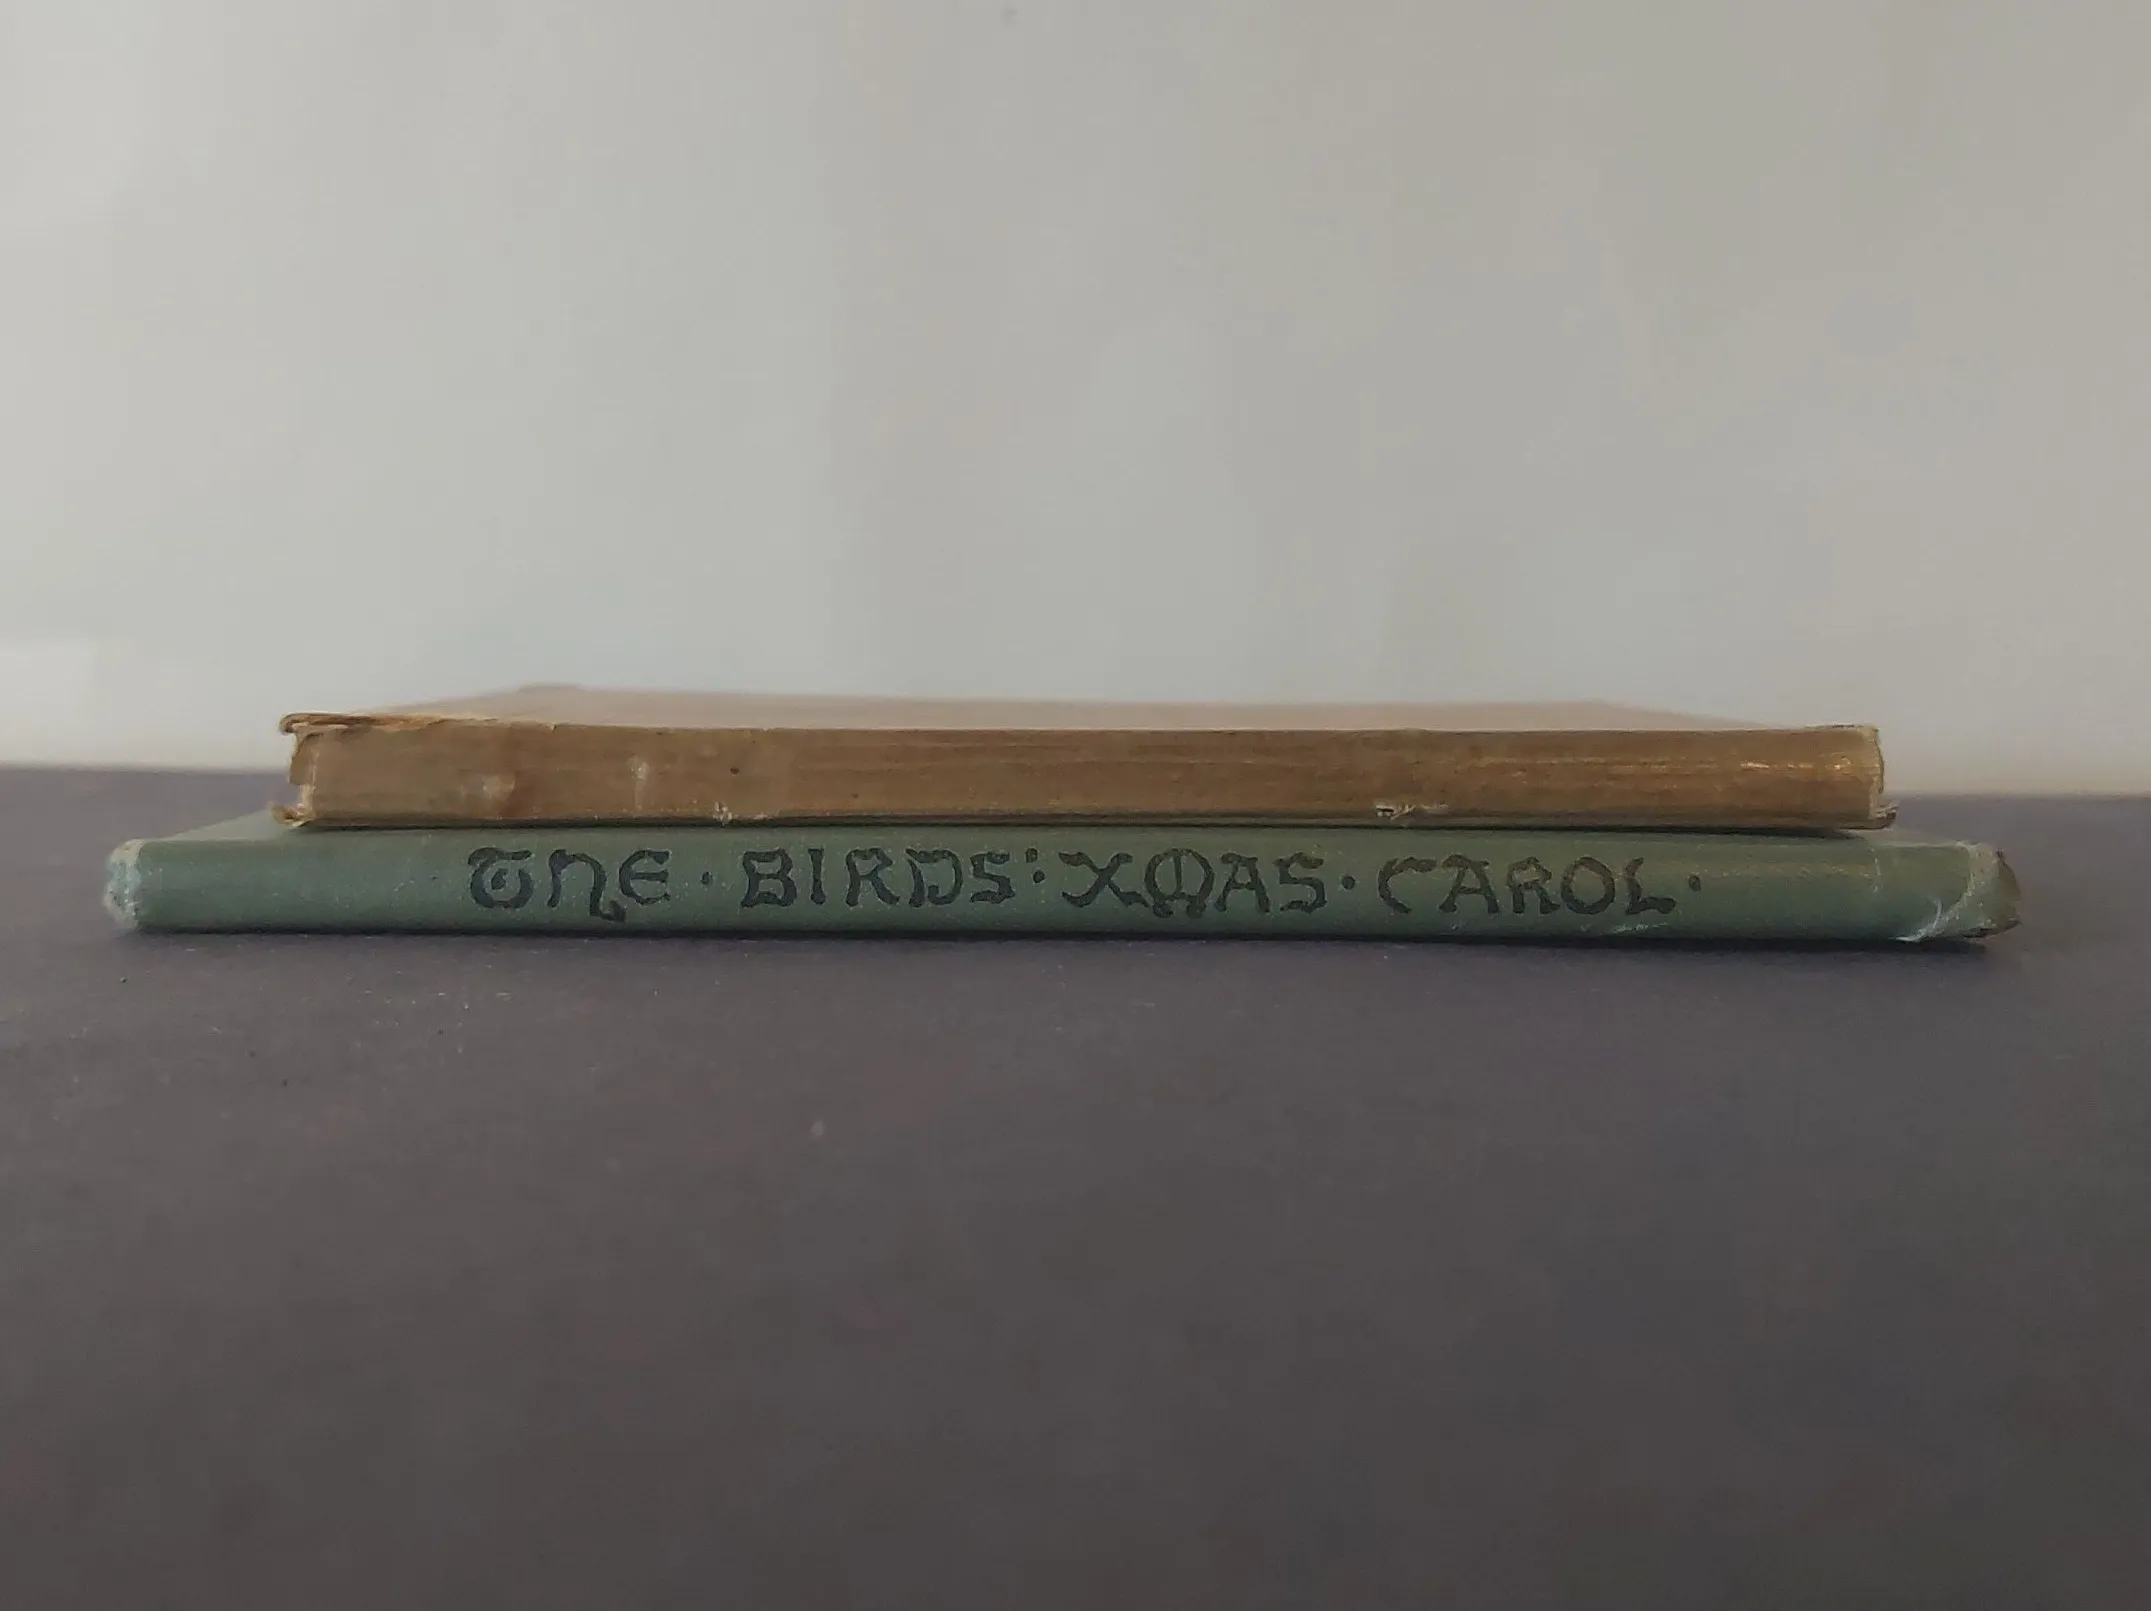 THE · BIRDS' · XMAS · CAROL ·